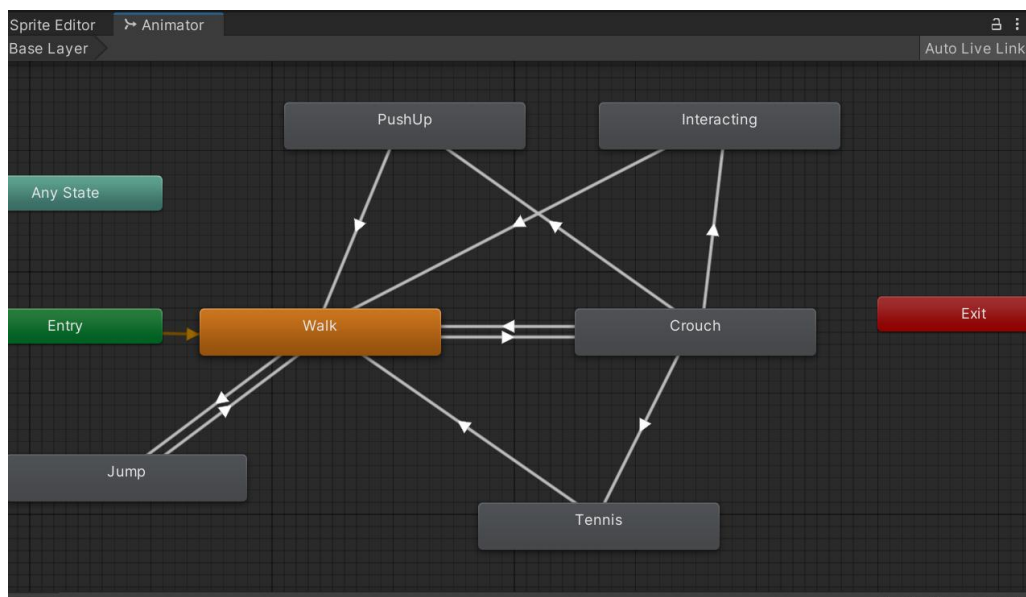 Sprite Editor
Animator
Base Layer
Auto Live Link
PushUp
Interacting
Any State
Entry
Walk
Crouch
Exit
Jump
Tennis